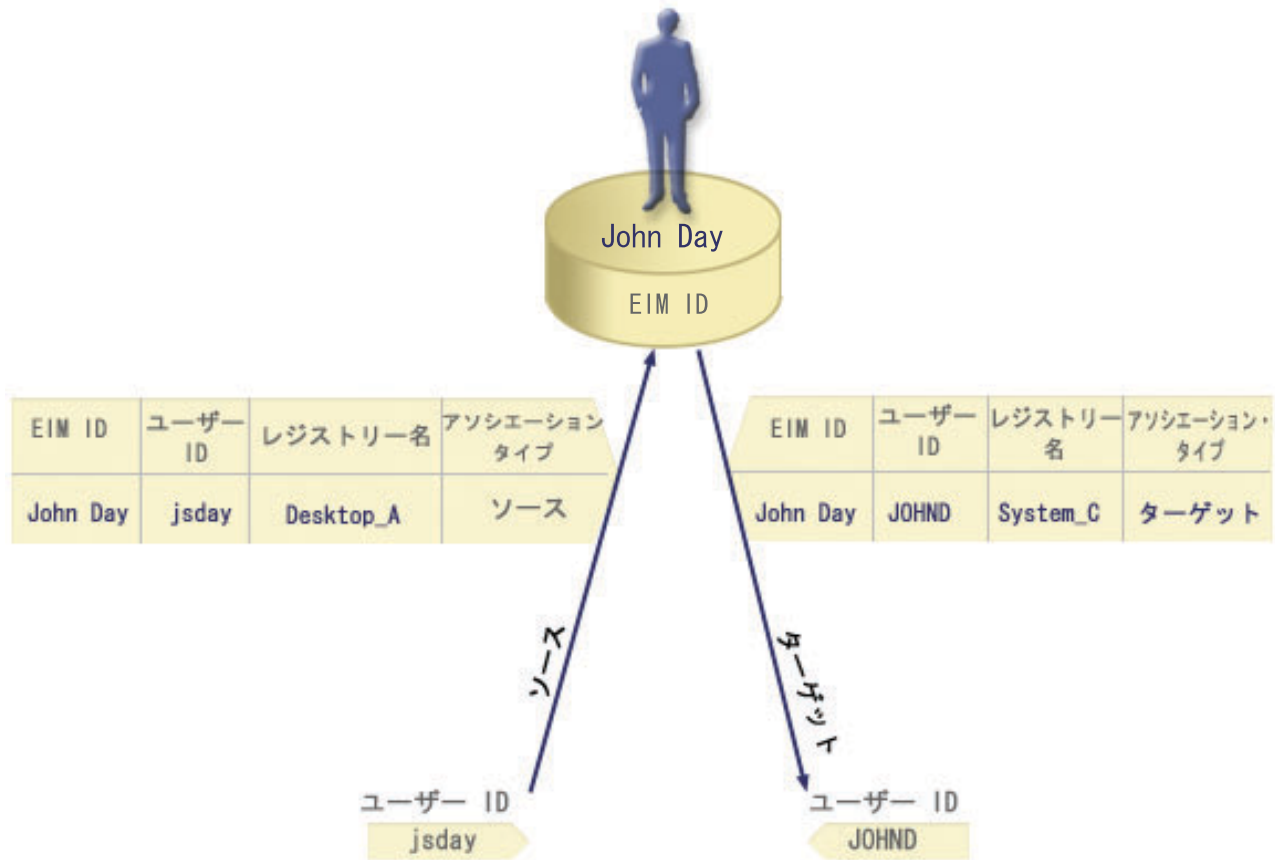 John Day
EIM ID
EIM ID ユーザー ID レジストリー名 アソシエーション タイプ
John Day jsday Desktop_A ソース
EIM ID ユーザー ID レジストリー 名 アソシエーション・ タイプ
John Day JOHND System_C ターゲット
ソース
ターゲット
ユーザー ID
jsday
ユーザー ID
JOHND